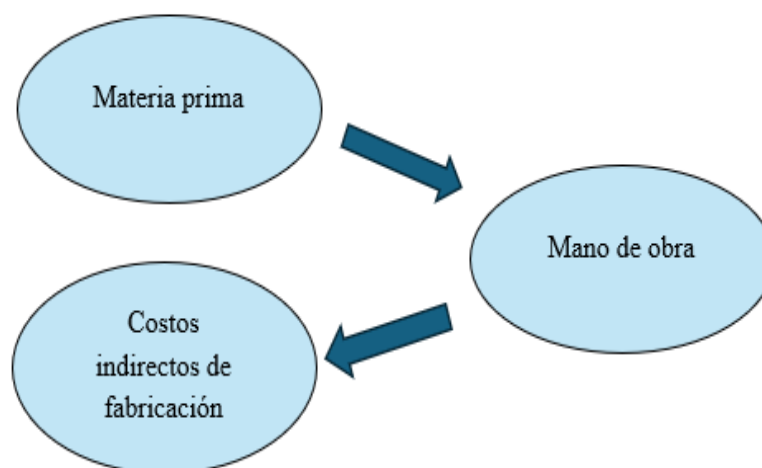 Materia prima
Mano de obra
Costos
indirectos de
fabricación